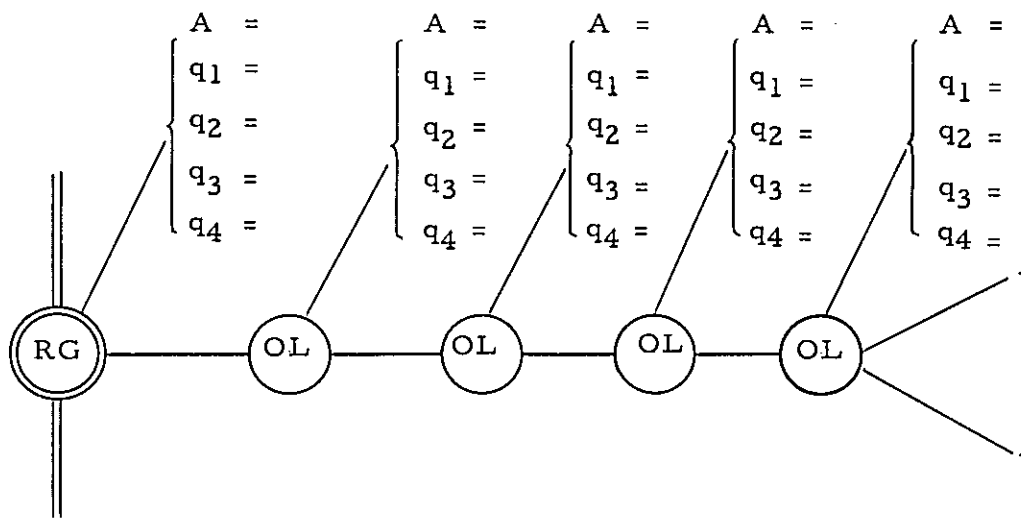 A = A = A = A = A =
q1 = q1 = q1 = q1 = q1 =
q2 = q2 = q2 = q2 = q2 =
q3 = q3 = q3 = q3 = q3 =
q4 = q4 = q4 = q4 = q4 =
RG OL OL OL OL